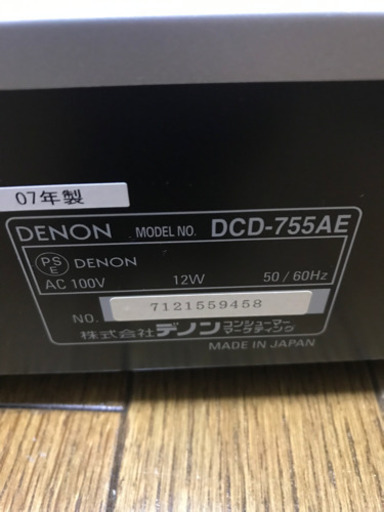 07年製
DENON MODEL NO. DCD-755AE
PSE DENON
AC 100V 12W 50/60Hz
NO. 7121559458
株式会社デノン コンシューマーマーケティング
MADE IN JAPAN